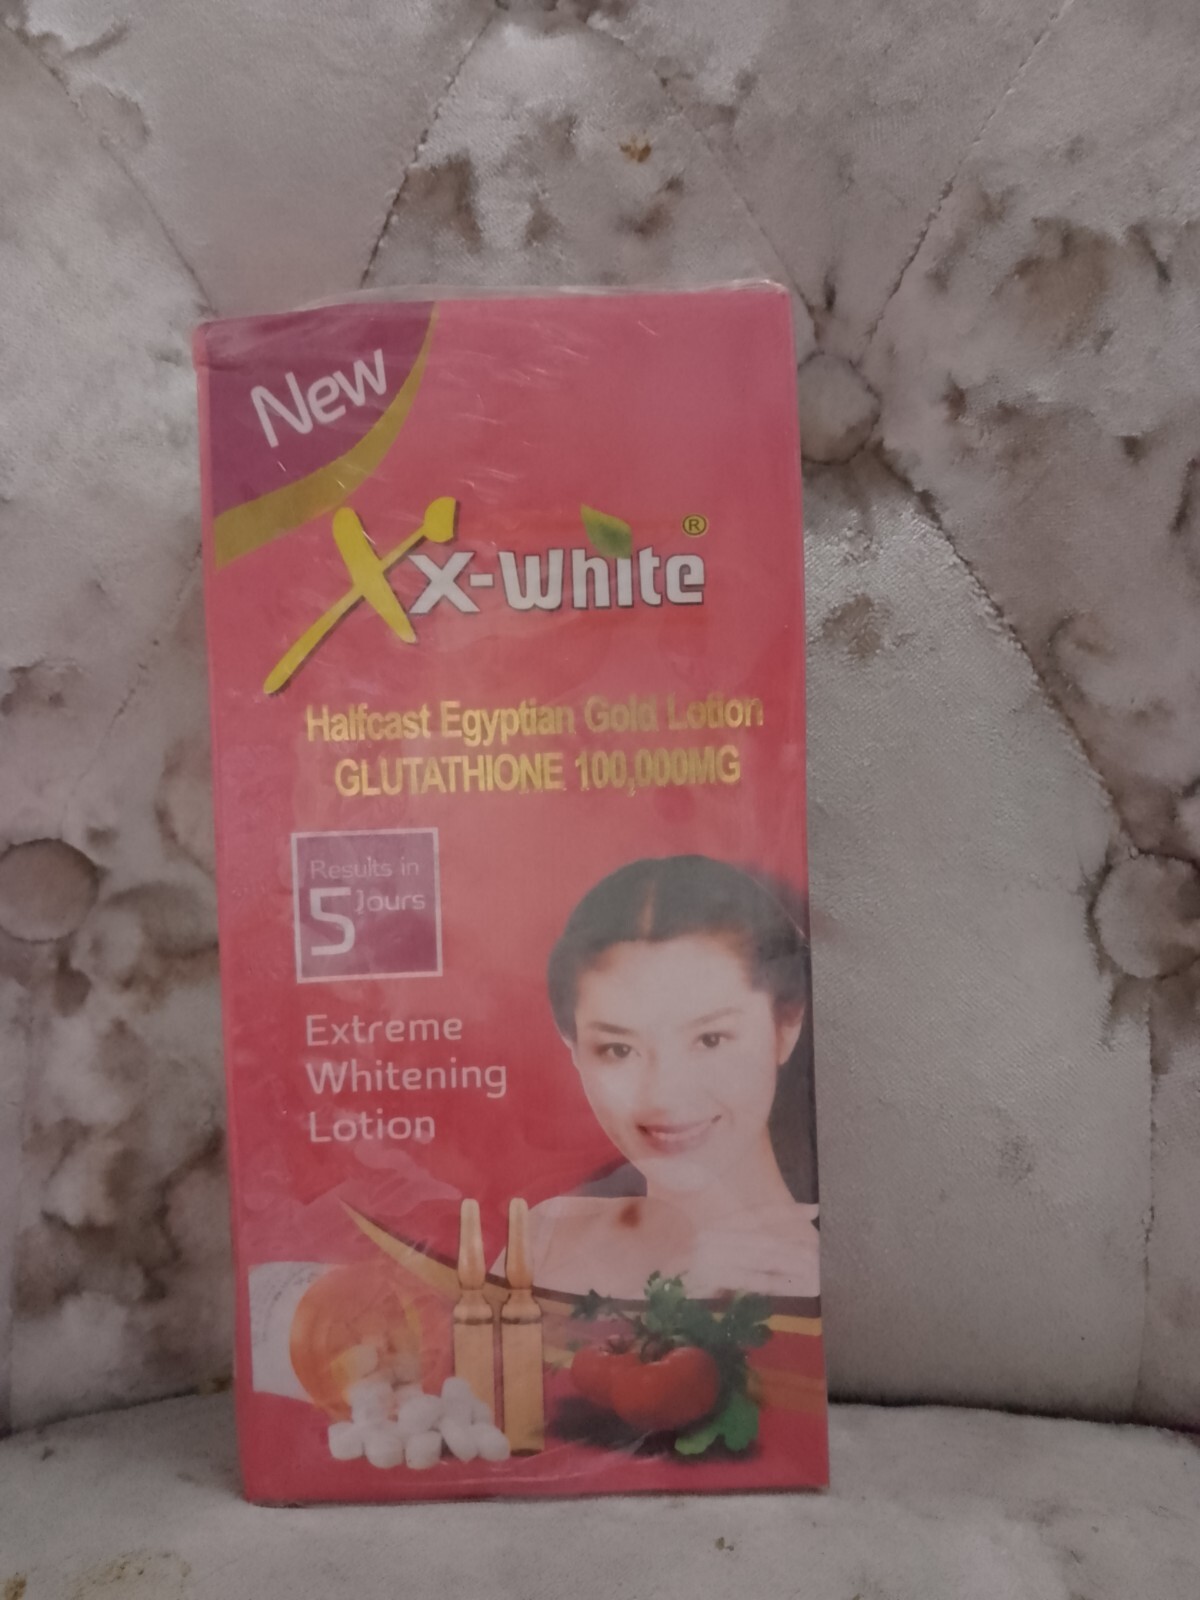 New
Xx-white®
Halfcast Egyptian Gold Lotion
GLUTATHIONE 100,000MG
Results in
5 Jours
Extreme
Whitening
Lotion